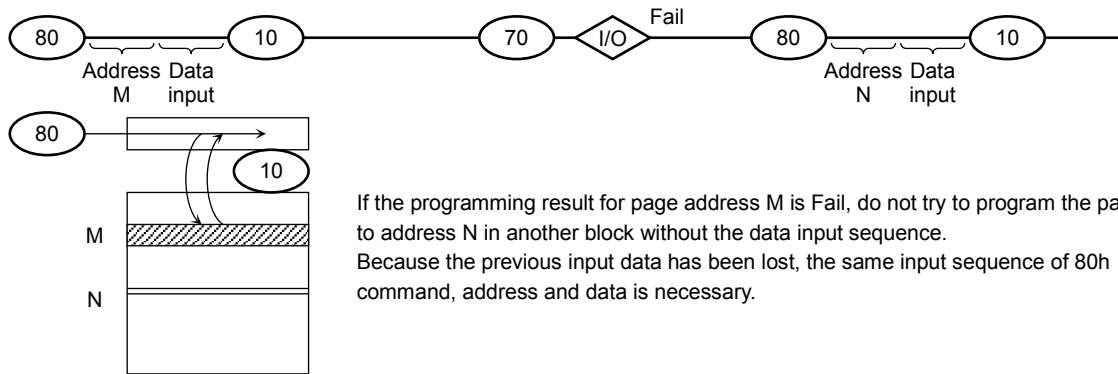 80 10 70 I/O Fail 80 10
Address Data Address Data
M input N input
80
10
M
N
If the programming result for page address M is Fail, do not try to program the
to address N in another block without the data input sequence.
Because the previous input data has been lost, the same input sequence of 80h
command, address and data is necessary.